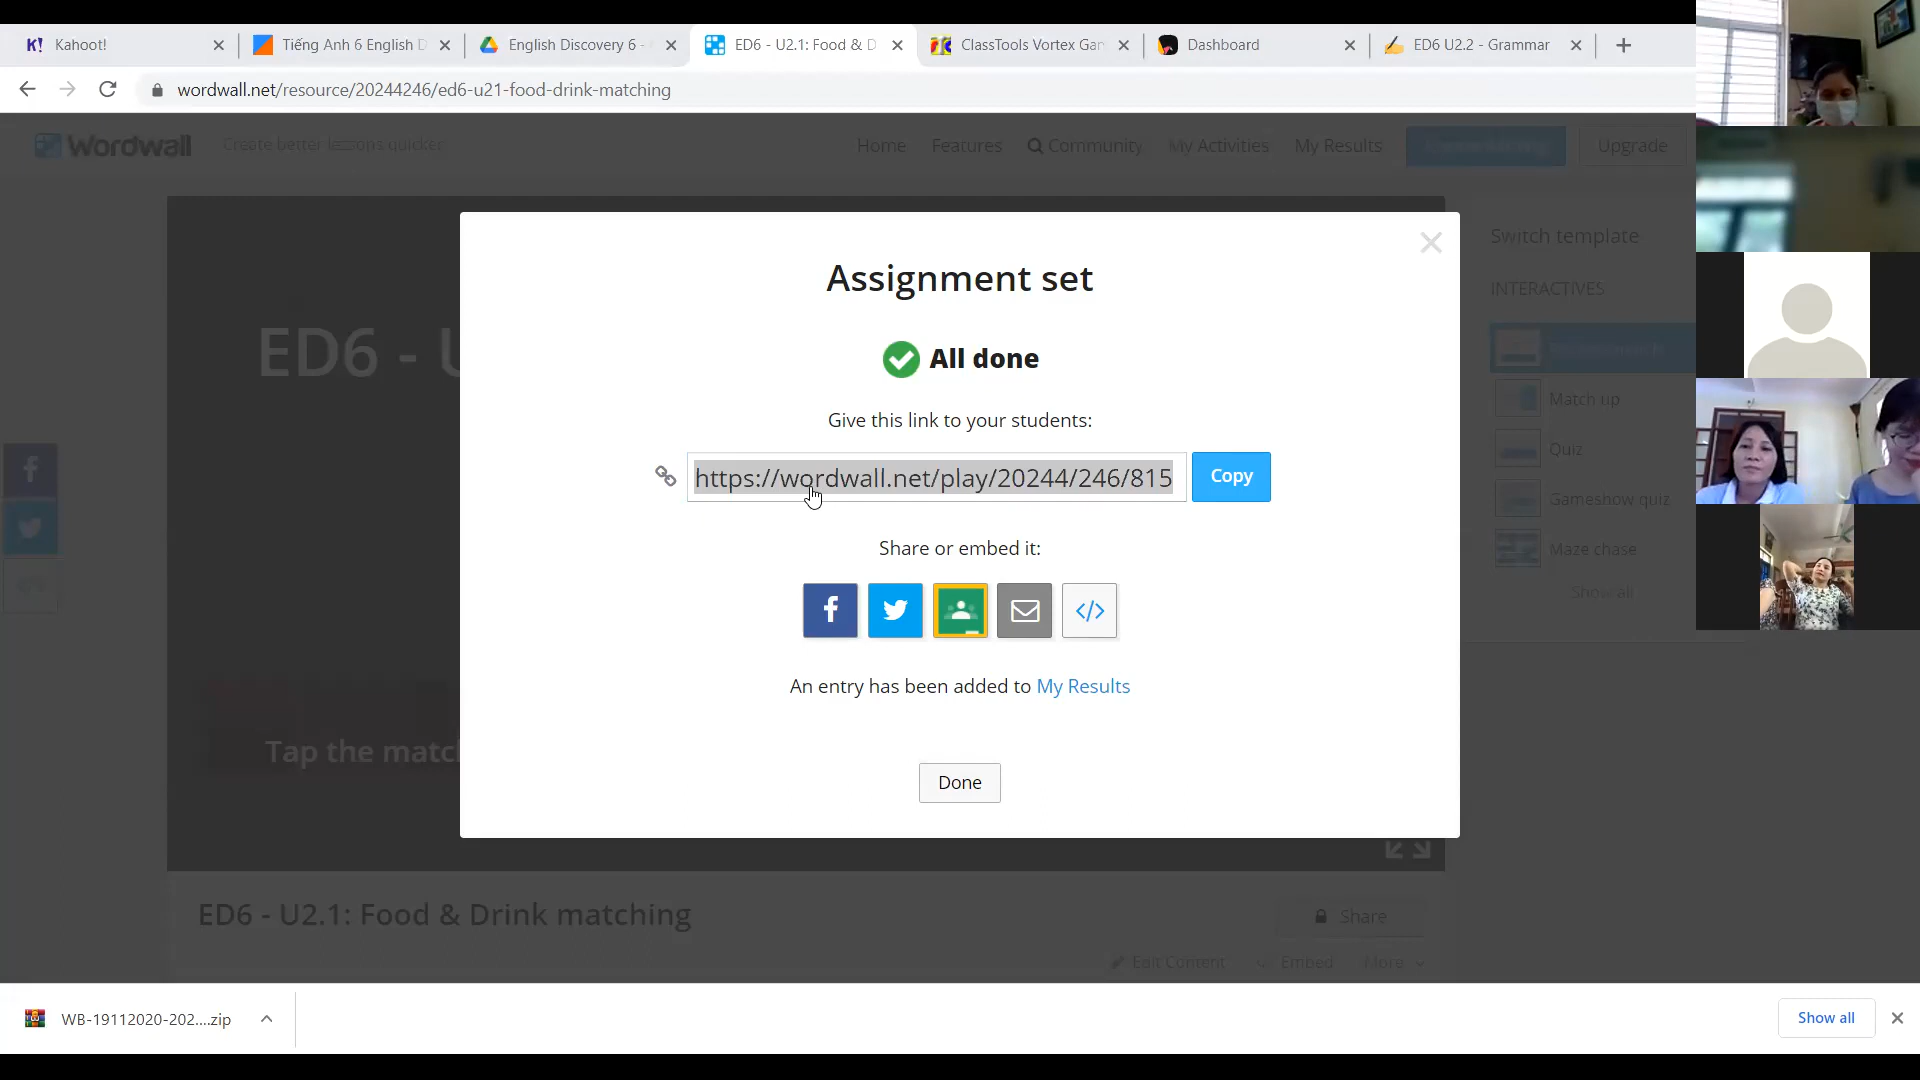 Kahoot!
Tiếng Anh 6 English D
English Discovery 6 -
ED6 - U2.1: Food & D
ClassTools Vortex Gam
Dashboard
ED6 U2.2 - Grammar
wordwall.net/resource/20244246/ed6-u21-food-drink-matching
Wordwall
Create better lessons quicker
Home
Features
Community
My Activities
My Results
Upgrade
Switch template
INTERACTIVES
Match up
Quiz
Gameshow quiz
Maze chase
Show all
ED6 - U
Tap the match
Assignment set
All done
Give this link to your students:
https://wordwall.net/play/20244/246/815
Copy
Share or embed it:
An entry has been added to My Results
Done
ED6 - U2.1: Food & Drink matching
Share
Edit Content
Embed
More
WB-19112020-202....zip
Show all